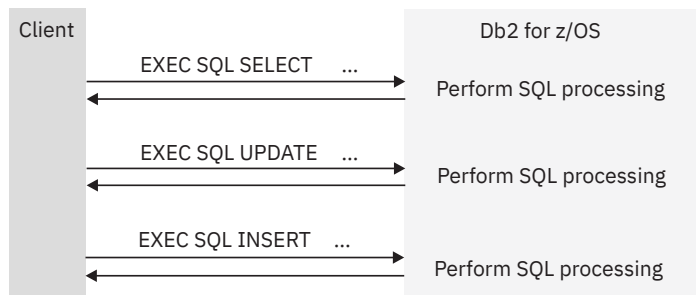 Client
Db2 for z/OS
EXEC SQL SELECT ...
Perform SQL processing
EXEC SQL UPDATE ...
Perform SQL processing
EXEC SQL INSERT ...
Perform SQL processing